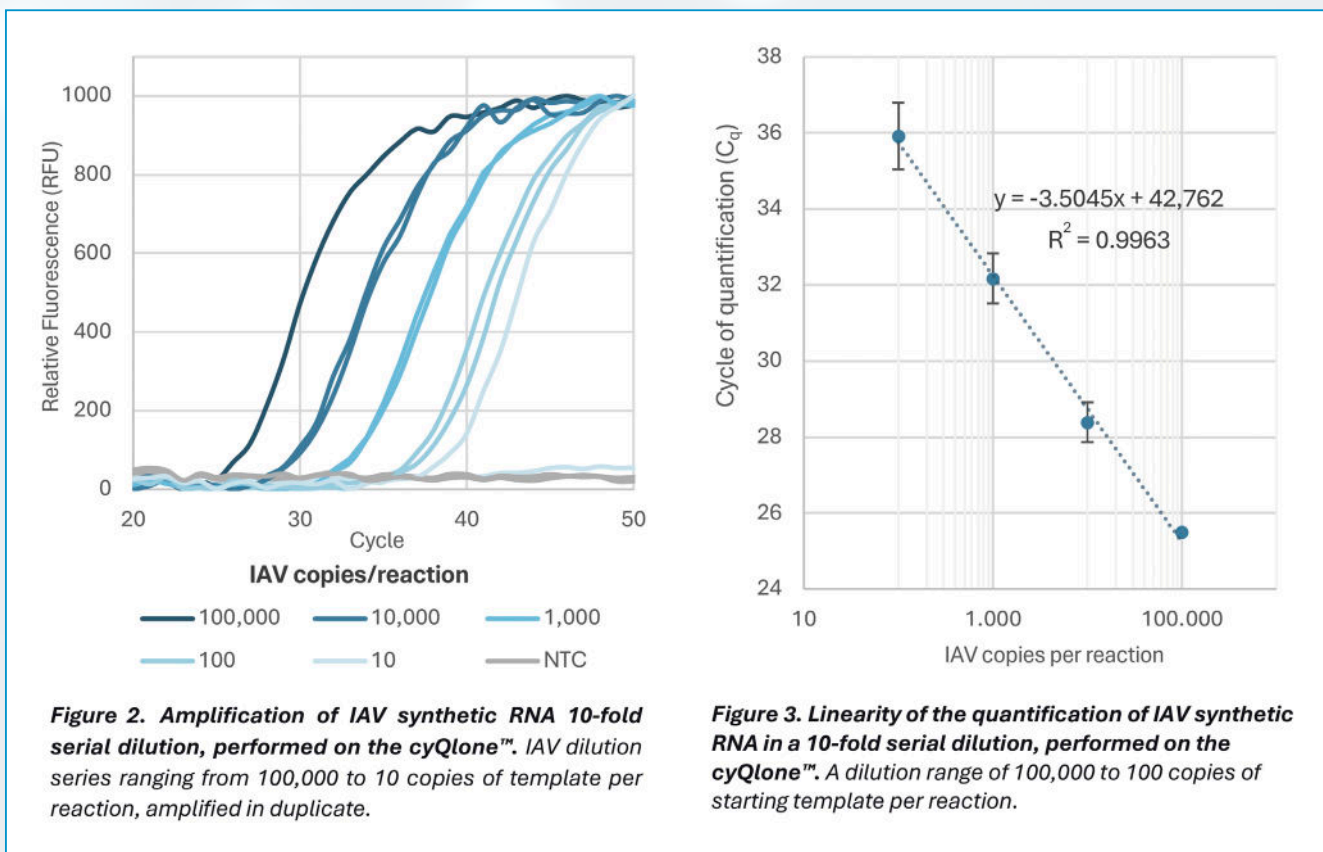 1000
800
600
400
200
0
Relative Fluorescence (RFU)
20 30 40 50
Cycle
IAV copies/reaction
100,000 10,000 1,000
100 10 NTC
Figure 2. Amplification of IAV synthetic RNA 10-fold
serial dilution, performed on the cyQlone™. IAV dilution
series ranging from 100,000 to 10 copies of template per
reaction, amplified in duplicate.
38
36
34
32
30
28
26
24
Cycle of quantification (Cq)
y = -3.5045x + 42,762
R² = 0.9963
10 1.000 100.000
IAV copies per reaction
Figure 3. Linearity of the quantification of IAV synthetic
RNA in a 10-fold serial dilution, performed on the
cyQlone™. A dilution range of 100,000 to 100 copies of
starting template per reaction.